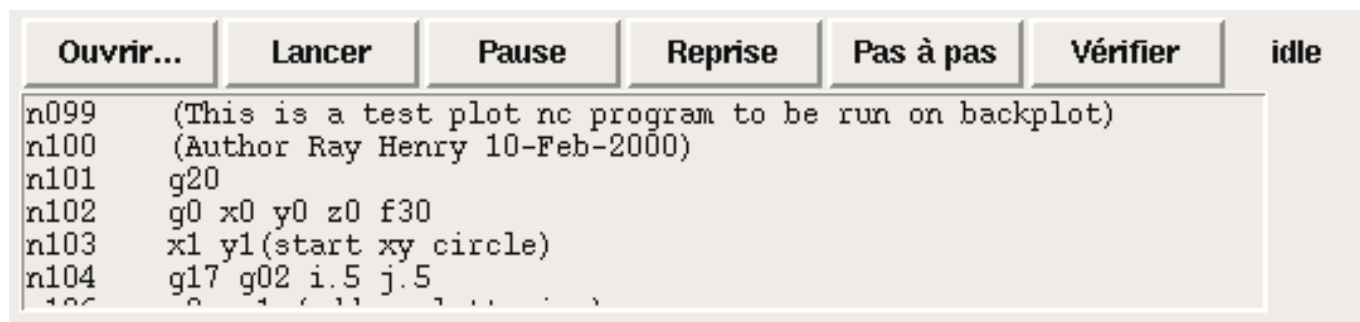 Ouvrir... Lancer Pause Reprise Pas à pas Vérifier idle
n099 (This is a test plot nc program to be run on backplot)
n100 (Author Ray Henry 10-Feb-2000)
n101 g20
n102 g0 x0 y0 z0 f30
n103 x1 y1(start xy circle)
n104 g17 g02 i.5 j.5